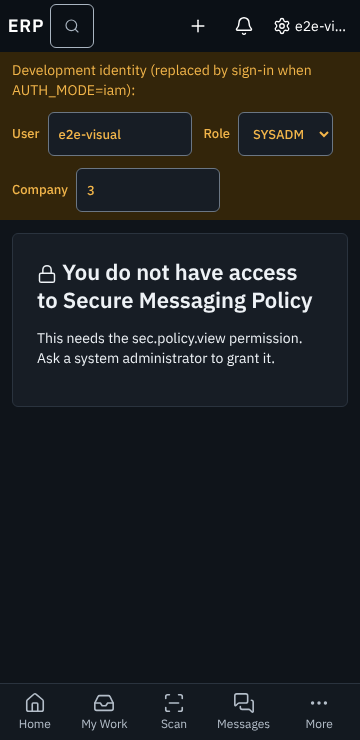 ERP
e2e-vi...
Development identity (replaced by sign-in when
AUTH_MODE=iam):
User e2e-visual Role SYSADM
Company 3
You do not have access
to Secure Messaging Policy
This needs the sec.policy.view permission.
Ask a system administrator to grant it.
Home My Work Scan Messages More